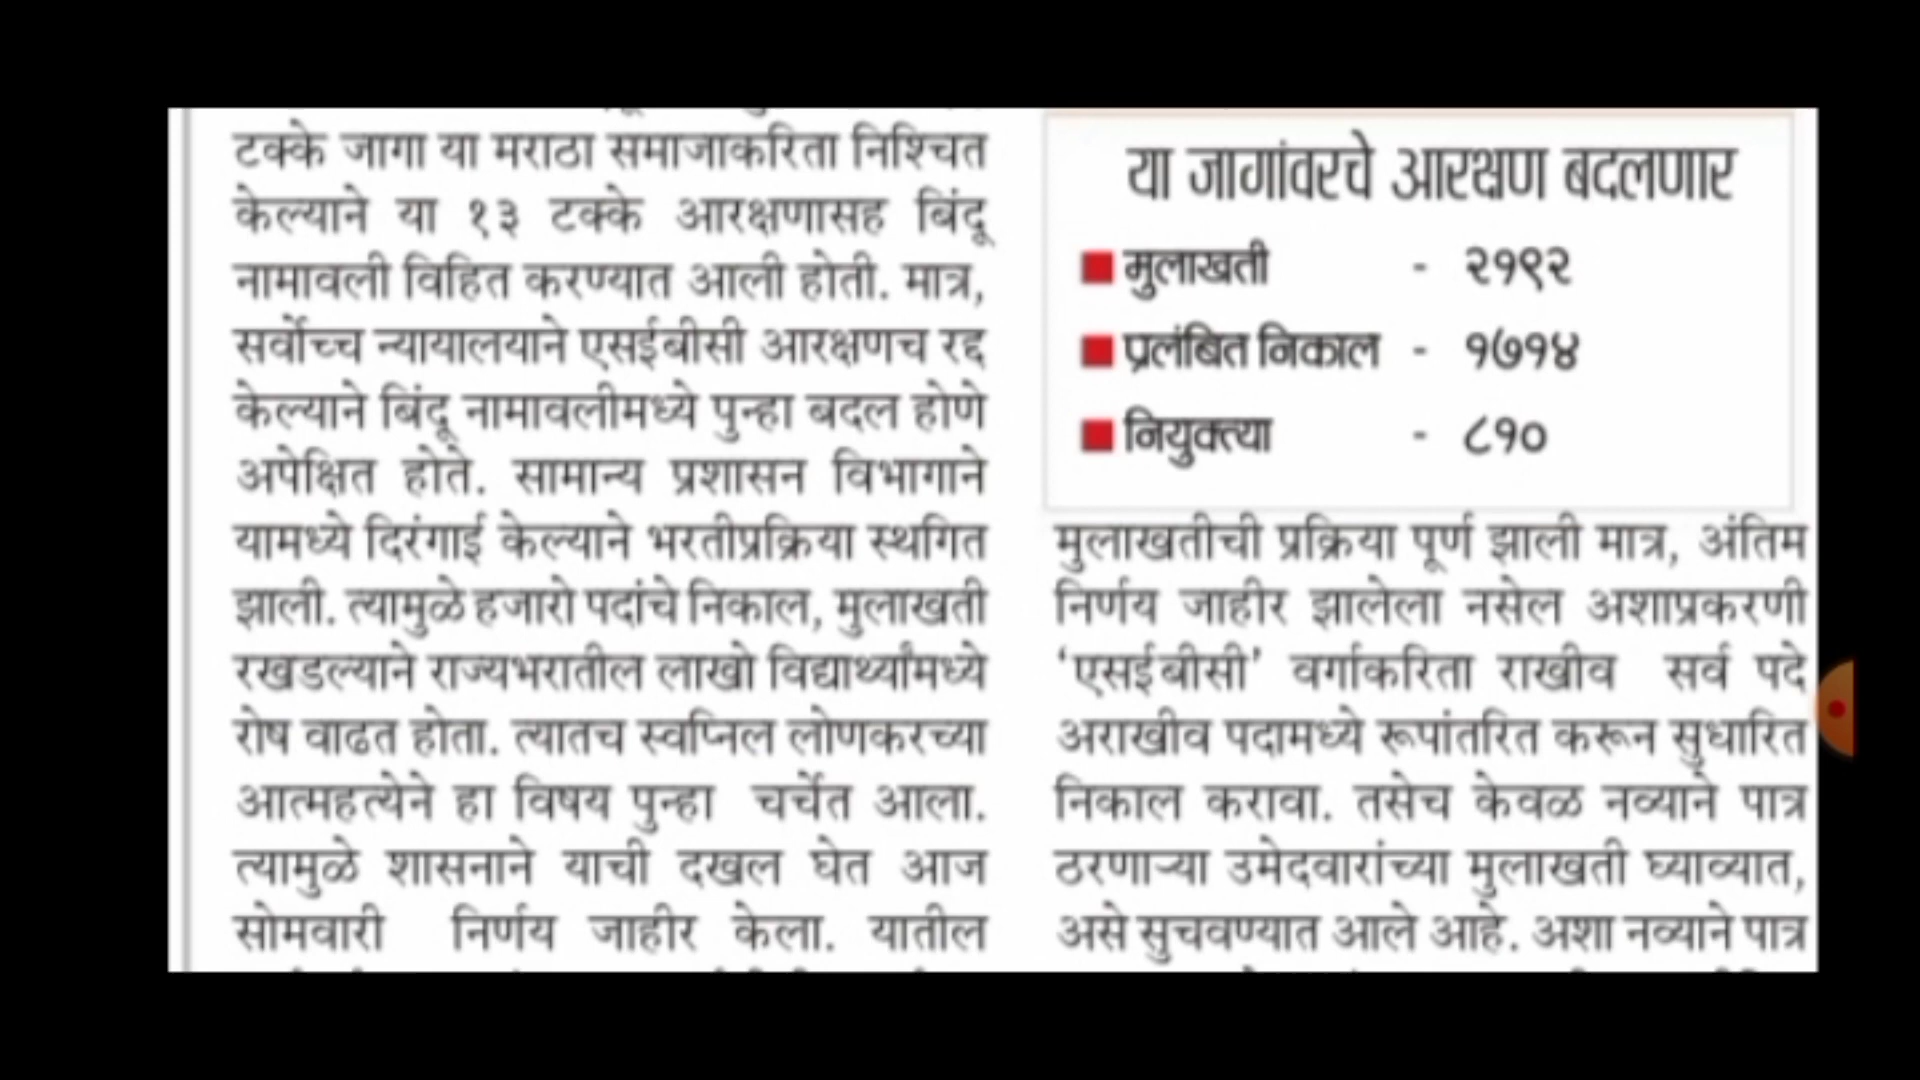 टक्के जागा या मराठा समाजाकरिता निश्चित
केल्याने या १३ टक्के आरक्षणासह बिंदू
नामावली विहित करण्यात आली होती. मात्र,
सर्वोच्च न्यायालयाने एसईबीसी आरक्षणच रद्द
केल्याने बिंदू नामावलीमध्ये पुन्हा बदल होणे
अपेक्षित होते. सामान्य प्रशासन विभागाने
यामध्ये दिरंगाई केल्याने भरतीप्रक्रिया स्थगित
झाली. त्यामुळे हजारो पदांचे निकाल, मुलाखती
रखडल्याने राज्यभरातील लाखो विद्यार्थ्यांमध्ये
रोष वाढत होता. त्यातच स्वप्निल लोणकरच्या
आत्महत्येने हा विषय पुन्हा चर्चेत आला.
त्यामुळे शासनाने याची दखल घेत आज
सोमवारी निर्णय जाहीर केला. यातील
या जागांवरचे आरक्षण बदलणार
मुलाखती - २१९२
प्रलंबित निकाल - १७१४
नियुक्त्या - ८१०
मुलाखतीची प्रक्रिया पूर्ण झाली मात्र, अंतिम
निर्णय जाहीर झालेला नसेल अशाप्रकरणी
‘एसईबीसी’ वर्गाकरिता राखीव सर्व पदे
अराखीव पदामध्ये रूपांतरित करून सुधारित
निकाल करावा. तसेच केवळ नव्याने पात्र
ठरणाऱ्या उमेदवारांच्या मुलाखती घ्याव्यात,
असे सुचवण्यात आले आहे. अशा नव्याने पात्र